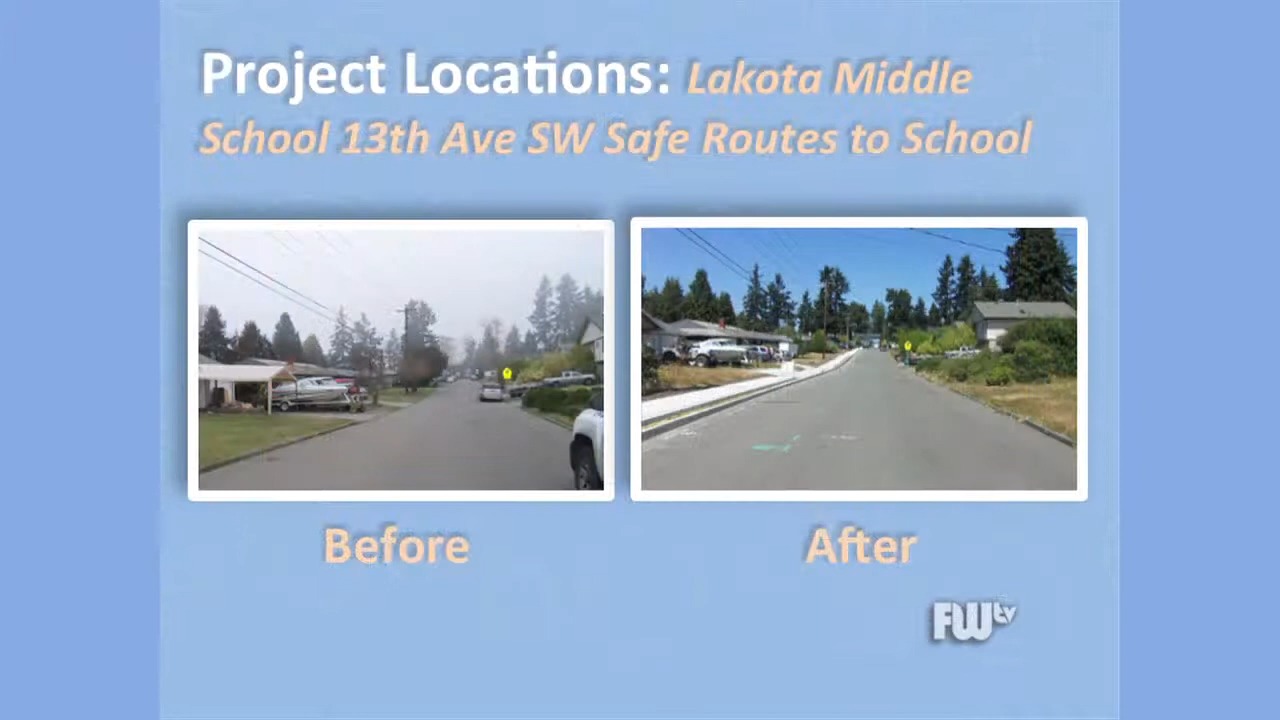 Project Locations: Lakota Middle
School 13th Ave SW Safe Routes to School
Before
After
FWtv